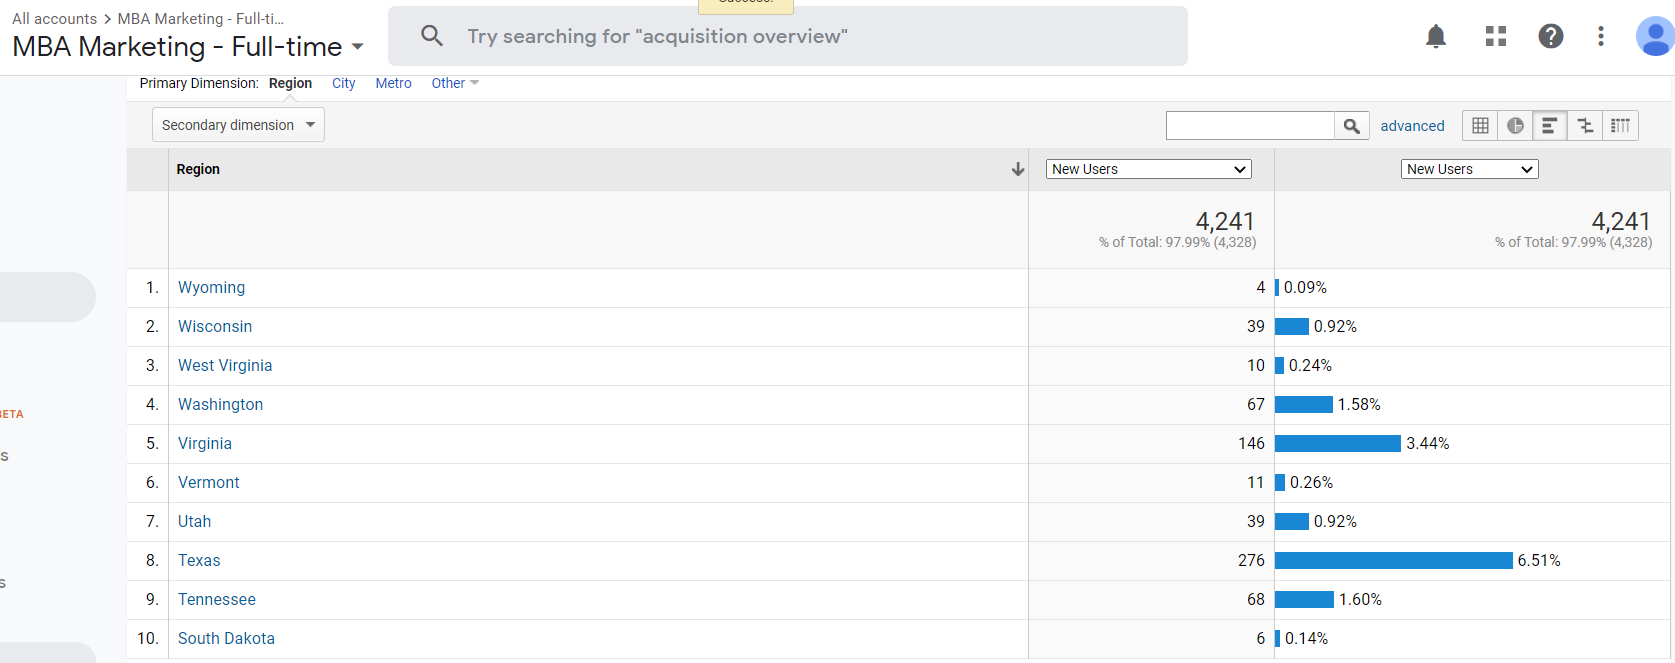 All accounts > MBA Marketing - Full-ti...
MBA Marketing - Full-time
Try searching for "acquisition overview"
Primary Dimension: Region City Metro Other
Secondary dimension
advanced
Region New Users New Users
4,241 4,241
% of Total: 97.99% (4,328) % of Total: 97.99% (4,328)
1. Wyoming 4 0.09%
2. Wisconsin 39 0.92%
3. West Virginia 10 0.24%
4. Washington 67 1.58%
BETA
5. Virginia 146 3.44%
s
6. Vermont 11 0.26%
7. Utah 39 0.92%
8. Texas 276 6.51%
s
9. Tennessee 68 1.60%
10. South Dakota 6 0.14%